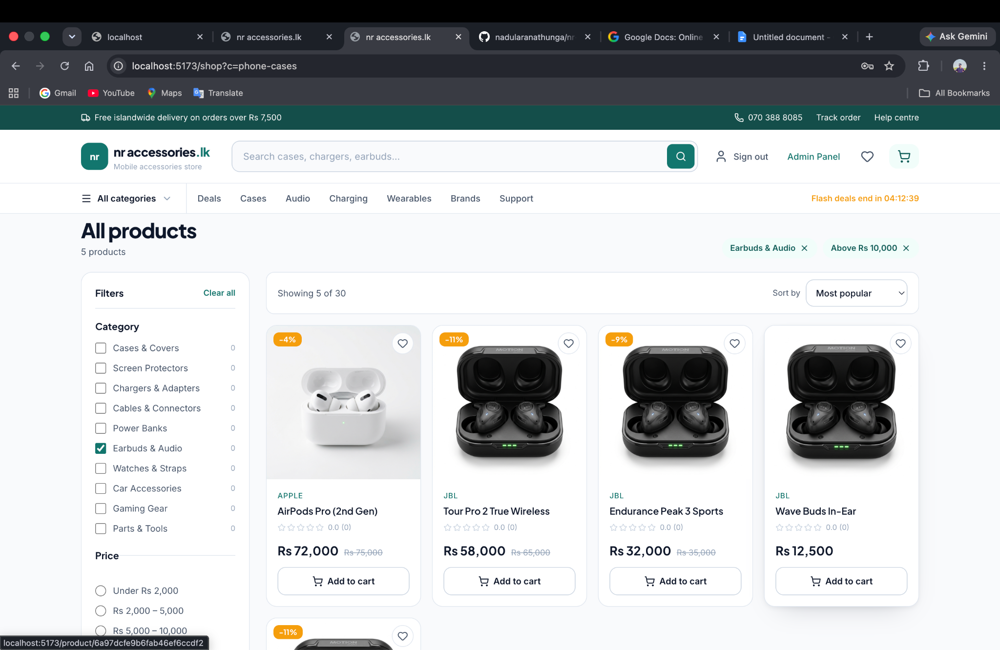 localhost
nr accessories.lk
nr accessories.lk
nadularanathunga/nr
Google Docs: Online
Untitled document -
Ask Gemini
localhost:5173/shop?c=phone-cases
Gmail
YouTube
Maps
Translate
All Bookmarks
Free islandwide delivery on orders over Rs 7,500
070 388 8085
Track order
Help centre
nr
nr accessories.lk
Mobile accessories store
Search cases, chargers, earbuds...
Sign out
Admin Panel
All categories
Deals
Cases
Audio
Charging
Wearables
Brands
Support
Flash deals end in 04:12:39
All products
5 products
Earbuds & Audio
Above Rs 10,000
Filters
Clear all
Category
Cases & Covers 0
Screen Protectors 0
Chargers & Adapters 0
Cables & Connectors 0
Power Banks 0
Earbuds & Audio 0
Watches & Straps 0
Car Accessories 0
Gaming Gear 0
Parts & Tools 0
Price
Under Rs 2,000
Rs 2,000 – 5,000
Rs 5,000 – 10,000
Showing 5 of 30
Sort by
Most popular
-4%
APPLE
AirPods Pro (2nd Gen)
0.0 (0)
Rs 72,000 Rs 75,000
Add to cart
-11%
MOTION
JBL
Tour Pro 2 True Wireless
0.0 (0)
Rs 58,000 Rs 65,000
Add to cart
-9%
MOTION
JBL
Endurance Peak 3 Sports
0.0 (0)
Rs 32,000 Rs 35,000
Add to cart
MOTION
JBL
Wave Buds In-Ear
0.0 (0)
Rs 12,500
Add to cart
-11%
MOTION
localhost:5173/product/6a97dcfe9b6fab46ef6ccdf2